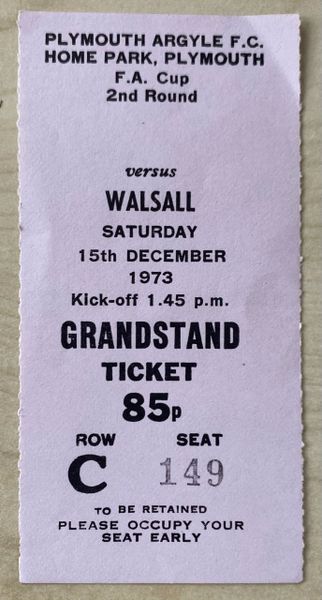 PLYMOUTH ARGYLE F.C.
HOME PARK, PLYMOUTH
F.A. Cup
2nd Round
versus
WALSALL
SATURDAY
15th DECEMBER
1973
Kick-off 1.45 p.m.
GRANDSTAND
TICKET
85p
ROW SEAT
C 149
TO BE RETAINED
PLEASE OCCUPY YOUR
SEAT EARLY